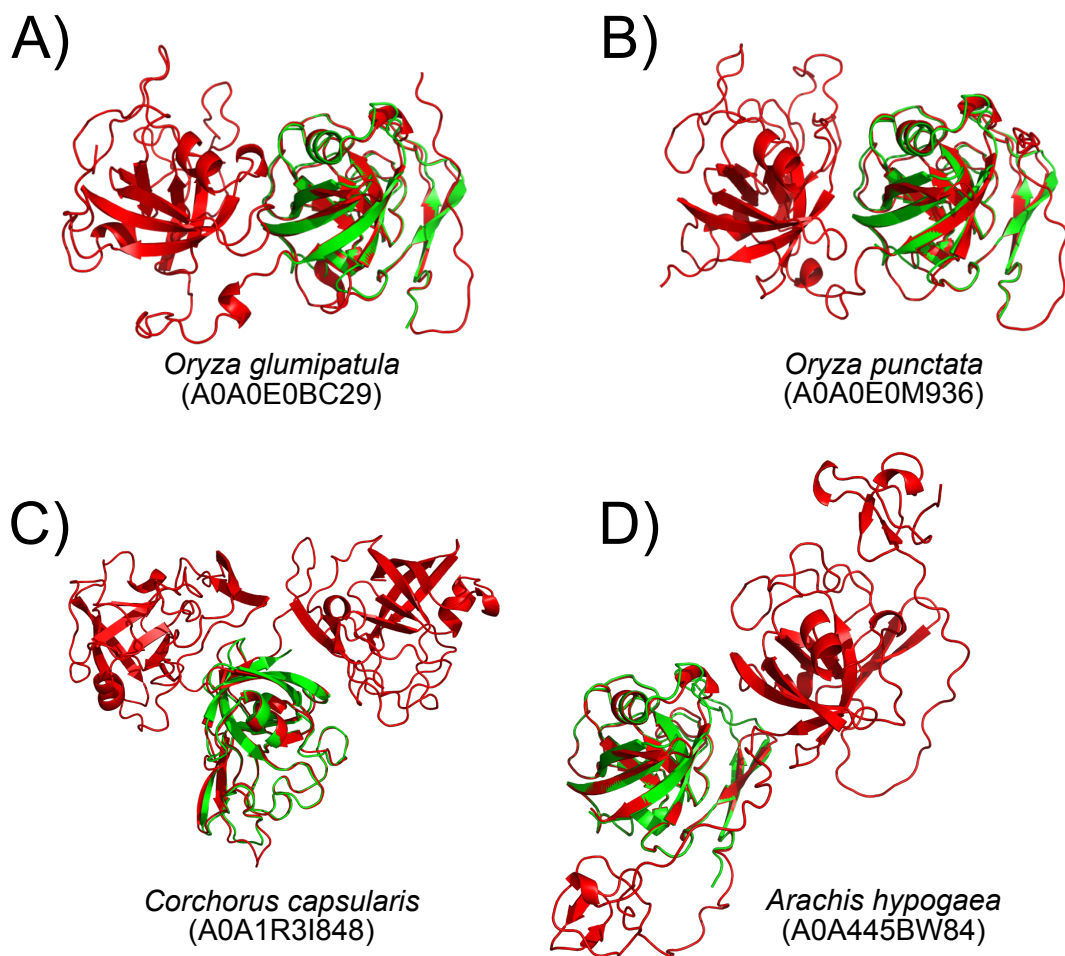 A)
B)
Oryza glumipatula
(A0A0E0BC29)
Oryza punctata
(A0A0E0M936)
C)
D)
Corchorus capsularis
(A0A1R3I848)
Arachis hypogaea
(A0A445BW84)